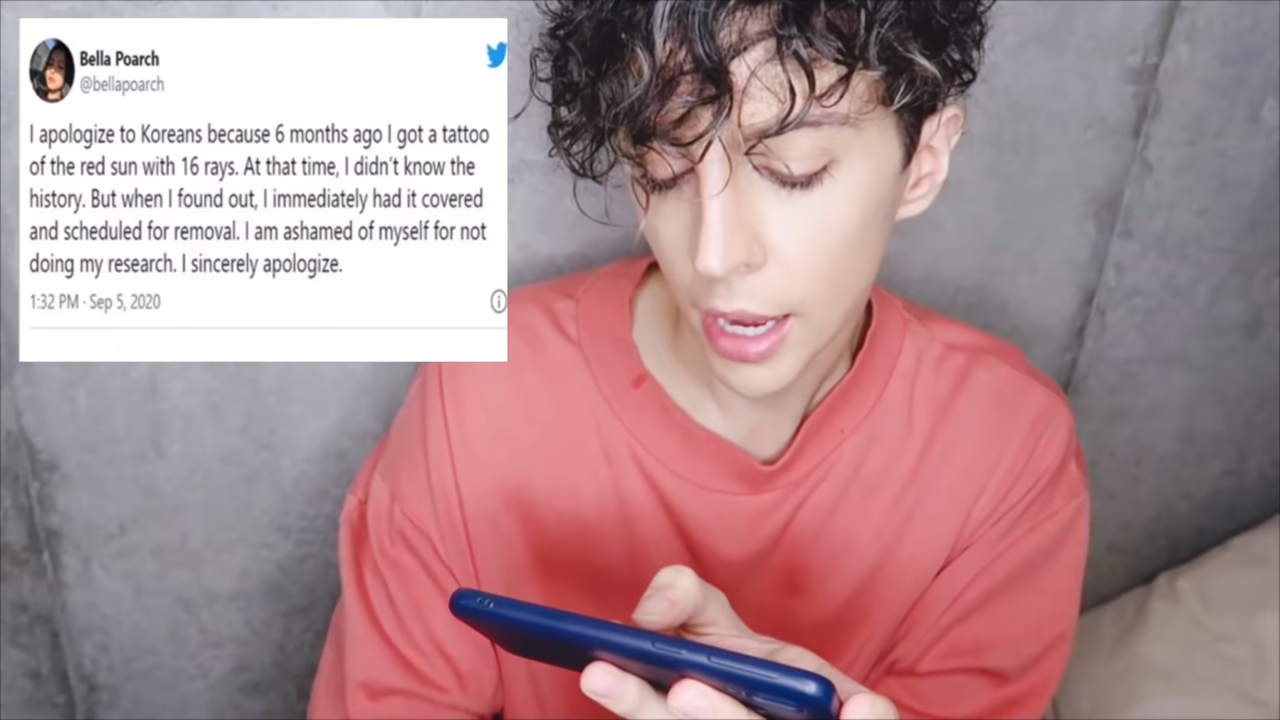 Bella Poarch
@bellapoarch
I apologize to Koreans because 6 months ago I got a tattoo
of the red sun with 16 rays. At that time, I didn't know the
history. But when I found out, I immediately had it covered
and scheduled for removal. I am ashamed of myself for not
doing my research. I sincerely apologize.
1:32 PM · Sep 5, 2020